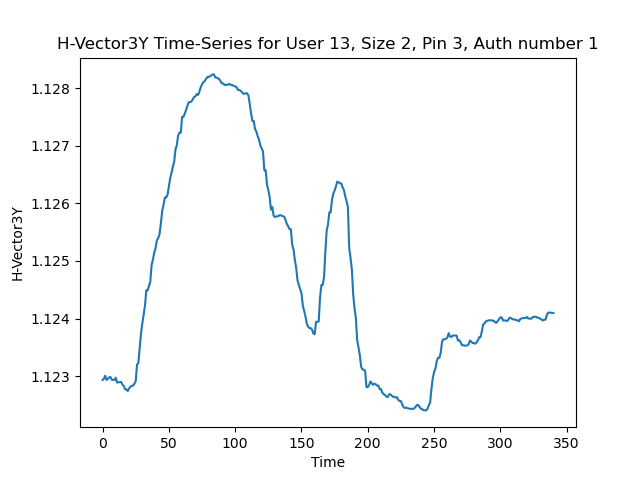 H-Vector3Y Time-Series for User 13, Size 2, Pin 3, Auth number 1
1.128
1.127
1.126
1.125
1.124
1.123
H-Vector3Y
0 50 100 150 200 250 300 350
Time